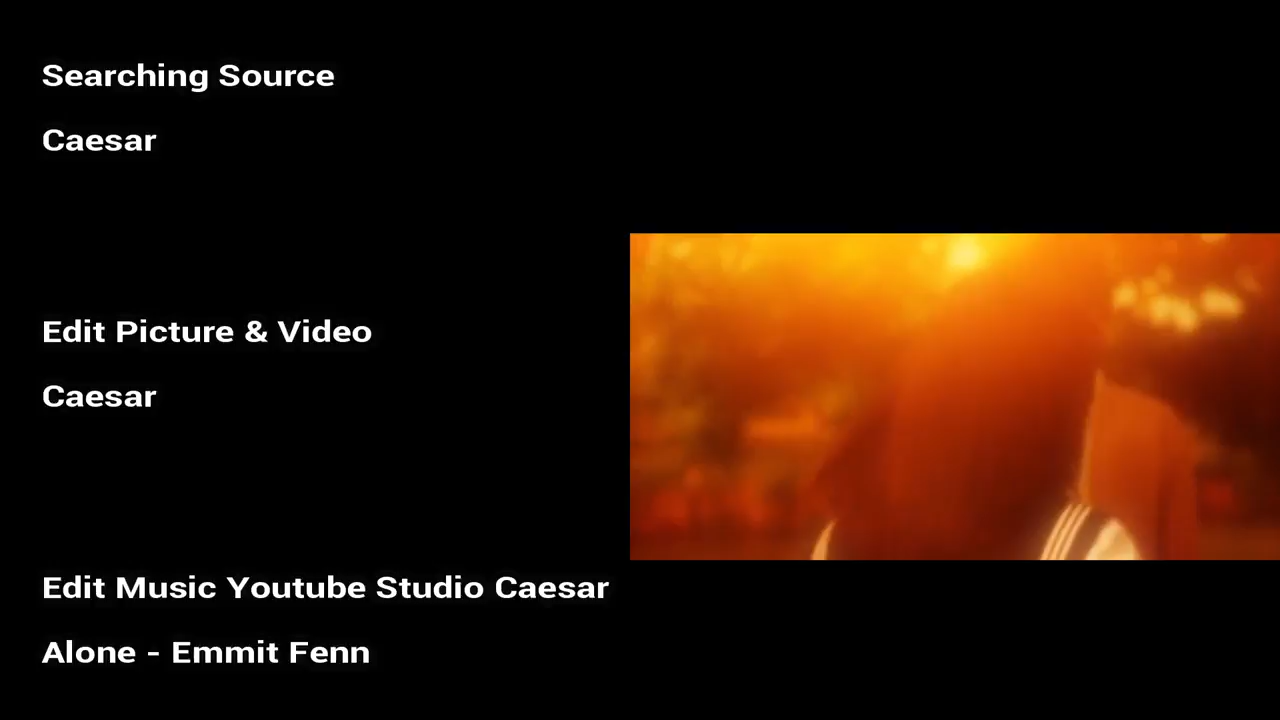 Searching Source
Caesar
Edit Picture & Video
Caesar
Edit Music Youtube Studio Caesar
Alone - Emmit Fenn